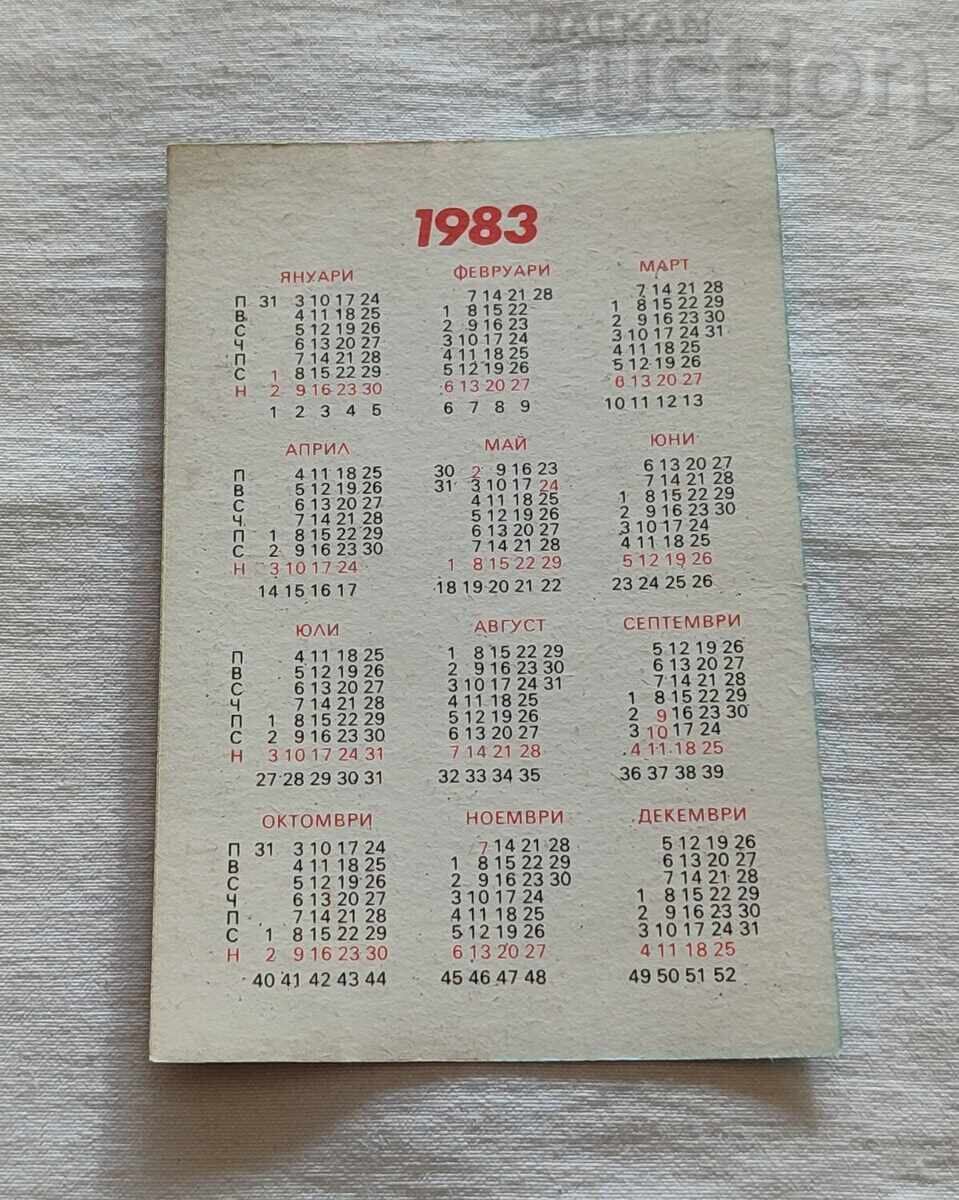 БАЛКАН
auction
1983
ЯНУАРИ ФЕВРУАРИ МАРТ
П 31 3 10 17 24 7 14 21 28 7 14 21 28
В 4 11 18 25 1 8 15 22 1 8 15 22 29
С 5 12 19 26 2 9 16 23 2 9 16 23 30
Ч 6 13 20 27 3 10 17 24 3 10 17 24 31
П 7 14 21 28 4 11 18 25 4 11 18 25
С 1 8 15 22 29 5 12 19 26 5 12 19 26
Н 2 9 16 23 30 6 13 20 27 6 13 20 27
1 2 3 4 5 6 7 8 9 10 11 12 13
АПРИЛ МАЙ ЮНИ
П 4 11 18 25 30 2 9 16 23 6 13 20 27
В 5 12 19 26 31 3 10 17 24 7 14 21 28
С 6 13 20 27 4 11 18 25 1 8 15 22 29
Ч 7 14 21 28 5 12 19 26 2 9 16 23 30
П 1 8 15 22 29 6 13 20 27 3 10 17 24
С 2 9 16 23 30 7 14 21 28 4 11 18 25
Н 3 10 17 24 1 8 15 22 29 5 12 19 26
14 15 16 17 18 19 20 21 22 23 24 25 26
ЮЛИ АВГУСТ СЕПТЕМВРИ
П 4 11 18 25 1 8 15 22 29 5 12 19 26
В 5 12 19 26 2 9 16 23 30 6 13 20 27
С 6 13 20 27 3 10 17 24 31 7 14 21 28
Ч 7 14 21 28 4 11 18 25 1 8 15 22 29
П 1 8 15 22 29 5 12 19 26 2 9 16 23 30
С 2 9 16 23 30 6 13 20 27 3 10 17 24
Н 3 10 17 24 31 7 14 21 28 4 11 18 25
27 28 29 30 31 32 33 34 35 36 37 38 39
ОКТОМВРИ НОЕМВРИ ДЕКЕМВРИ
П 31 3 10 17 24 7 14 21 28 5 12 19 26
В 4 11 18 25 1 8 15 22 29 6 13 20 27
С 5 12 19 26 2 9 16 23 30 7 14 21 28
Ч 6 13 20 27 3 10 17 24 1 8 15 22 29
П 7 14 21 28 4 11 18 25 2 9 16 23 30
С 1 8 15 22 29 5 12 19 26 3 10 17 24 31
Н 2 9 16 23 30 6 13 20 27 4 11 18 25
40 41 42 43 44 45 46 47 48 49 50 51 52